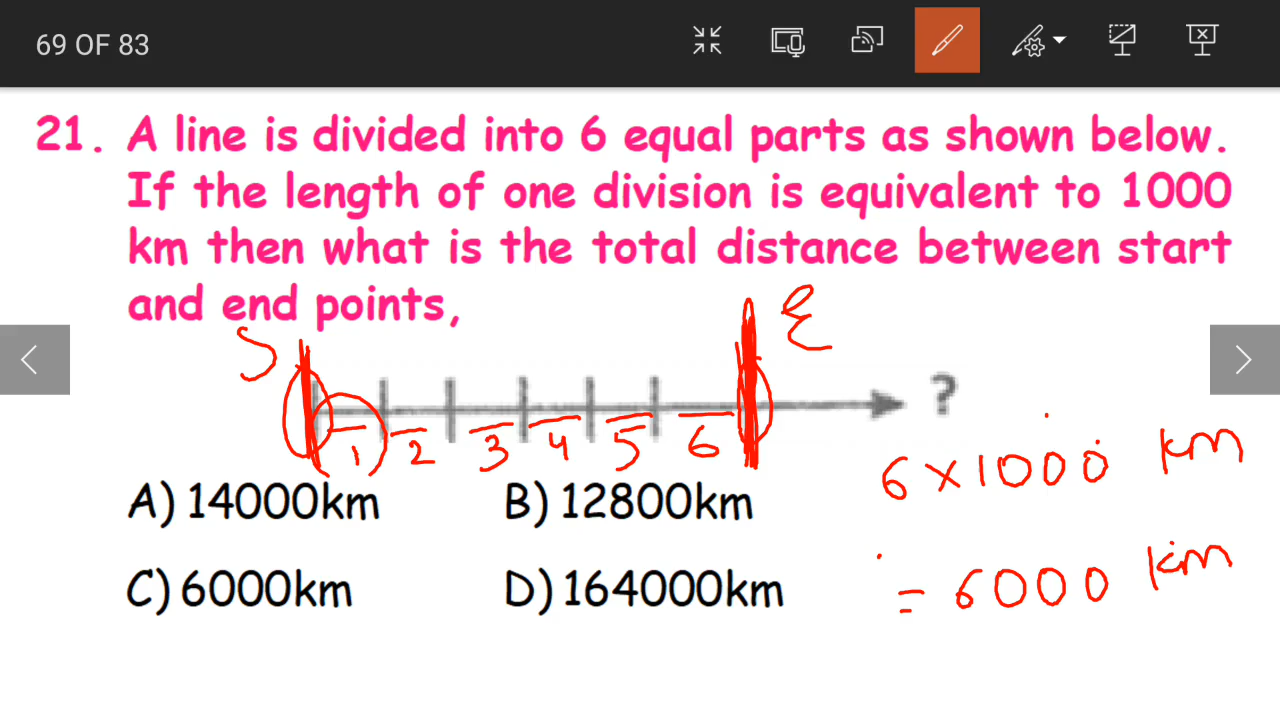 69 OF 83
21. A line is divided into 6 equal parts as shown below.
If the length of one division is equivalent to 1000
km then what is the total distance between start
and end points,
S E
?
1 2 3 4 5 6
6 × 1000 km
A) 14000km B) 12800km
= 6000 km
C) 6000km D) 164000km